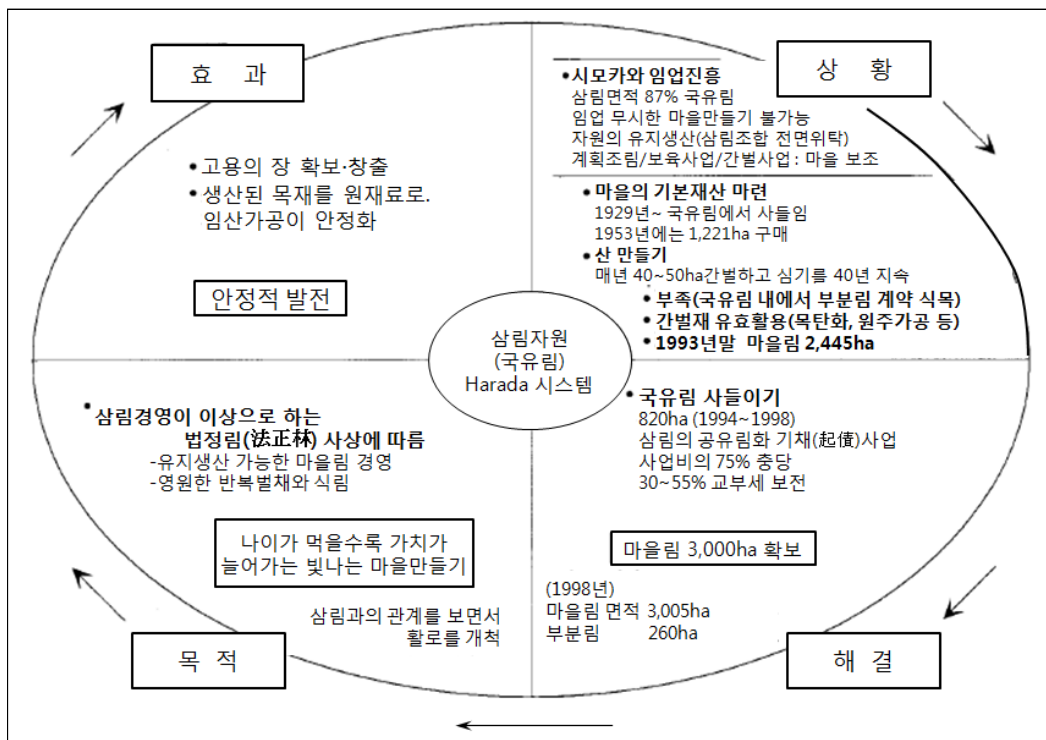 효 과
• 고용의 장 확보·창출
• 생산된 목재를 원재료로.
임산가공이 안정화
안정적 발전
상 황
•시모카와 임업진흥
삼림면적 87% 국유림
임업 무시한 마을만들기 불가능
자원의 유지생산(삼림조합 전면위탁)
계획조림/보육사업/간벌사업 : 마을 보조
• 마을의 기본재산 마련
1929년~ 국유림에서 사들임
1953년에는 1,221ha 구매
• 산 만들기
매년 40~50ha간벌하고 심기를 40년 지속
• 부족(국유림 내에서 부분림 계약 식목)
• 간벌재 유효활용(목탄화, 원주가공 등)
• 1993년말 마을림 2,445ha
삼림자원
(국유림)
Harada 시스템
• 국유림 사들이기
820ha (1994~1998)
삼림의 공유림화 기채(起債)사업
사업비의 75% 충당
30~55% 교부세 보전
마을림 3,000ha 확보
(1998년)
마을림 면적 3,005ha
부분림 260ha
해 결
• 삼림경영이 이상으로 하는
법정림(法正林) 사상에 따름
-유지생산 가능한 마을림 경영
-영원한 반복벌채와 식림
나이가 먹을수록 가치가
늘어가는 빛나는 마을만들기
삼림과의 관계를 보면서
활로를 개척
목 적